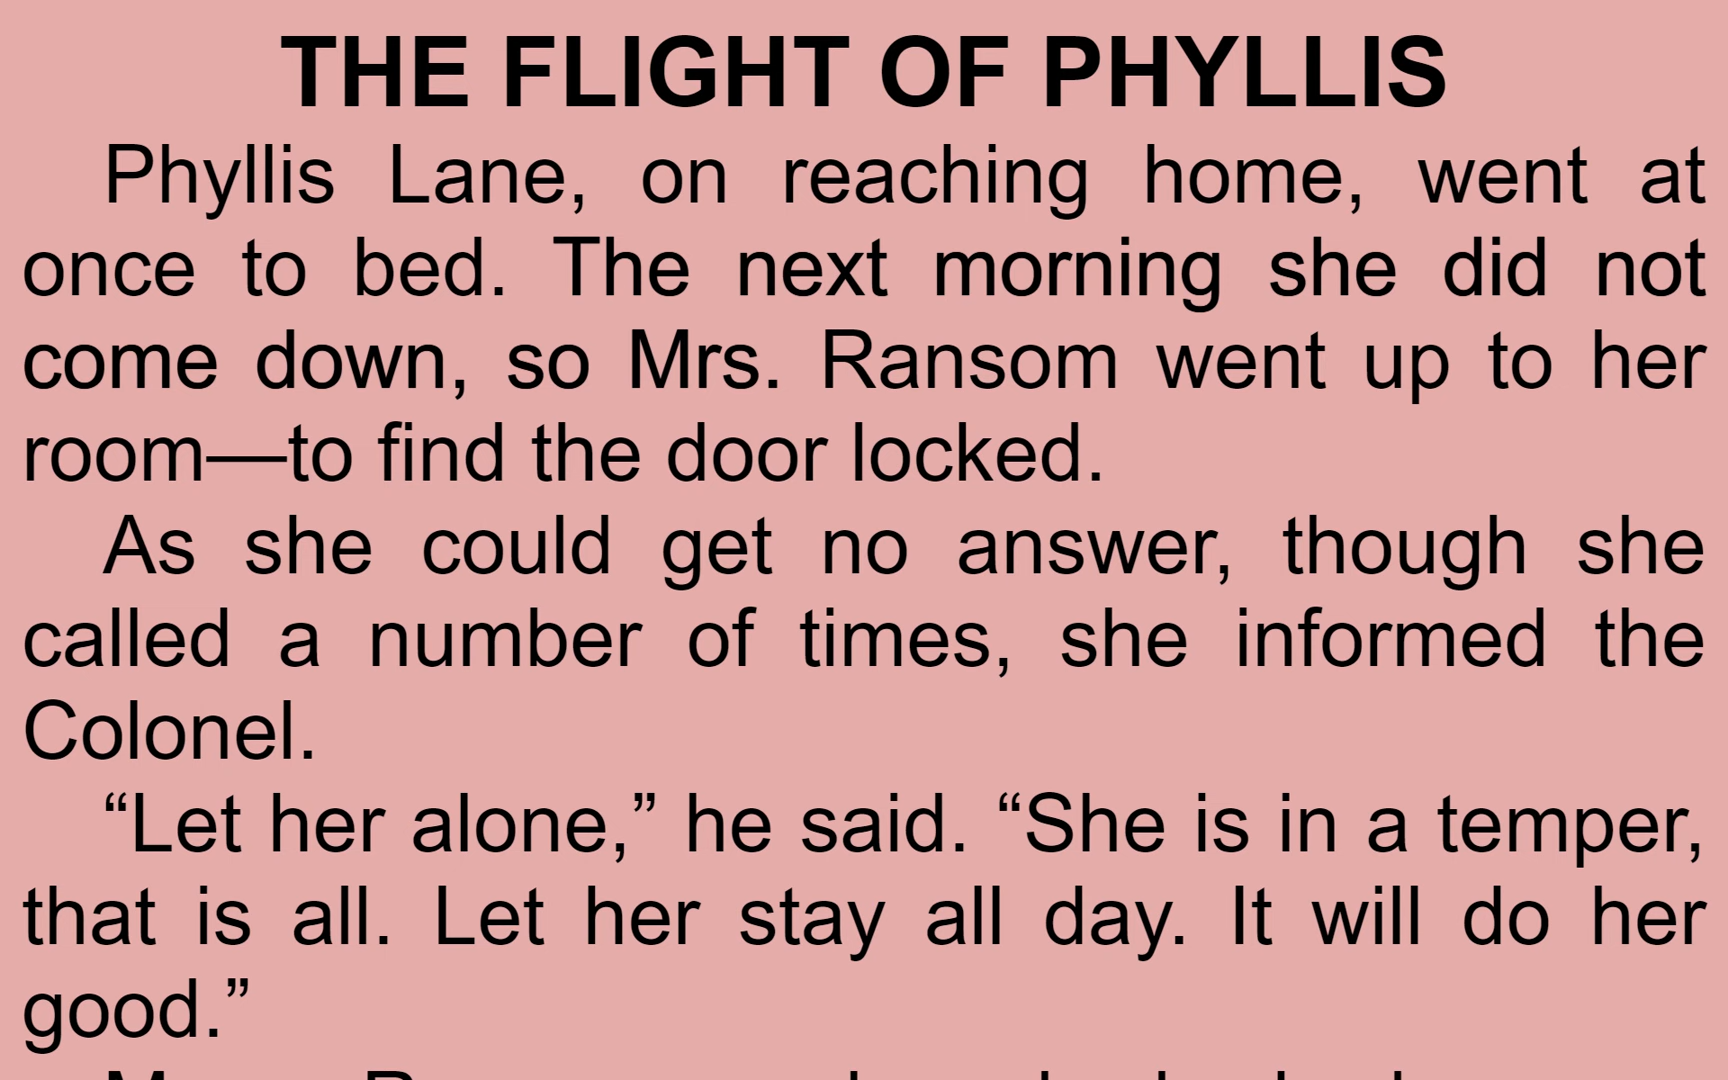 THE FLIGHT OF PHYLLIS
Phyllis Lane, on reaching home, went at
once to bed. The next morning she did not
come down, so Mrs. Ransom went up to her
room—to find the door locked.
As she could get no answer, though she
called a number of times, she informed the
Colonel.
“Let her alone,” he said. “She is in a temper,
that is all. Let her stay all day. It will do her
good.”